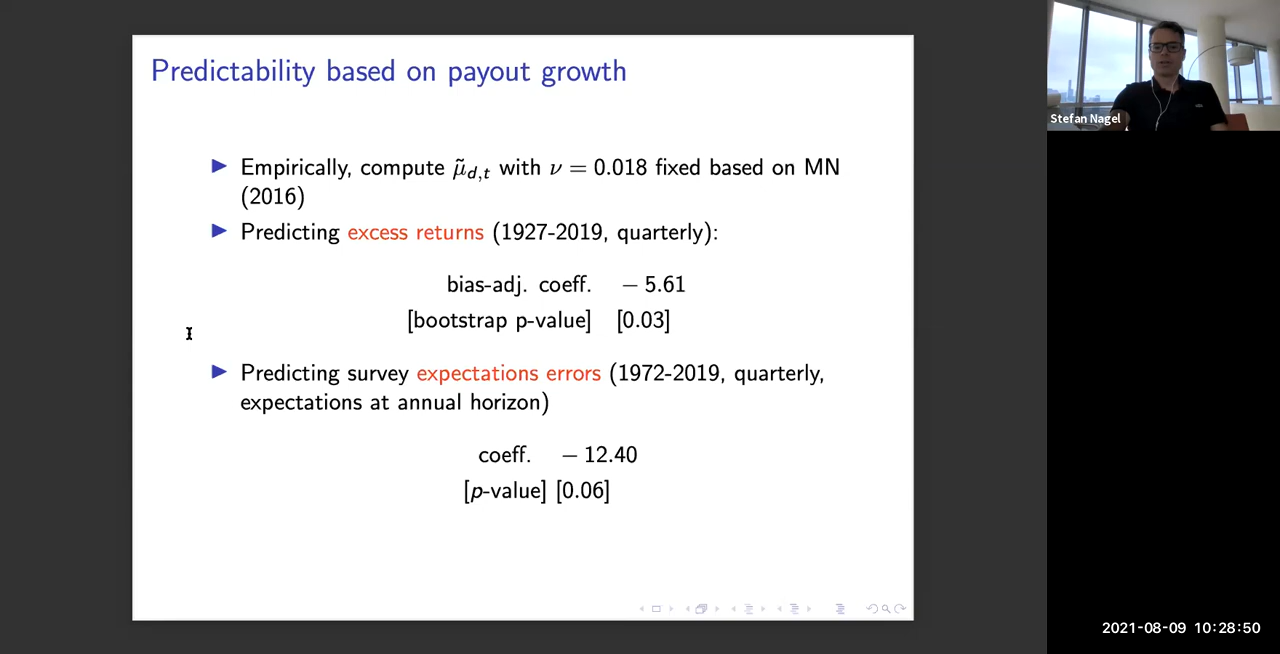 Predictability based on payout growth
Empirically, compute μ̃_{d,t} with ν = 0.018 fixed based on MN
(2016)
Predicting excess returns (1927-2019, quarterly):
bias-adj. coeff. − 5.61
[bootstrap p-value] [0.03]
Predicting survey expectations errors (1972-2019, quarterly,
expectations at annual horizon)
coeff. − 12.40
[p-value] [0.06]
Stefan Nagel
2021-08-09 10:28:50